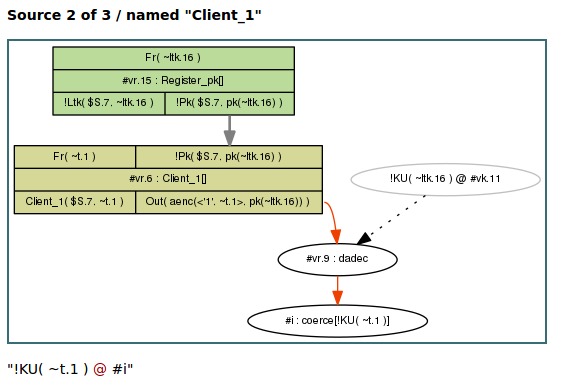 Source 2 of 3 / named "Client_1"
Fr( ~ltk.16 )
#vr.15 : Register_pk[]
!Ltk( $S.7. ~ltk.16 ) !Pk( $S.7. pk(~ltk.16) )
Fr( ~t.1 ) !Pk( $S.7. pk(~ltk.16) )
#vr.6 : Client_1[]
Client_1( $S.7. ~t.1 ) Out( aenc(<'1'. ~t.1>. pk(~ltk.16)) )
!KU( ~ltk.16 ) @ #vk.11
#vr.9 : dadec
#i : coerce[!KU( ~t.1 )]
"!KU( ~t.1 ) @ #i"